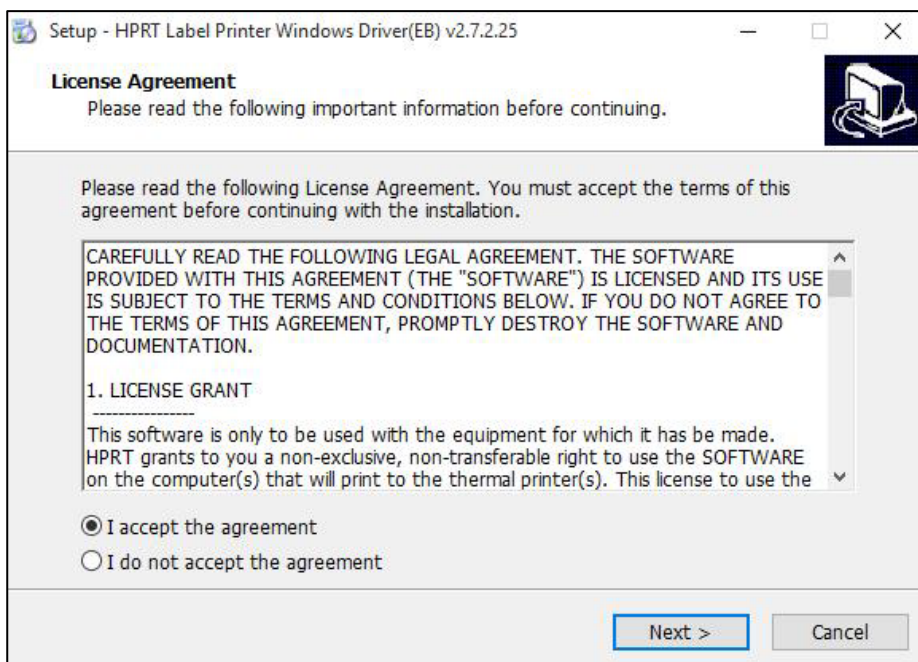 Setup - HPRT Label Printer Windows Driver(EB) v2.7.2.25
License Agreement
Please read the following important information before continuing.
Please read the following License Agreement. You must accept the terms of this
agreement before continuing with the installation.
CAREFULLY READ THE FOLLOWING LEGAL AGREEMENT. THE SOFTWARE
PROVIDED WITH THIS AGREEMENT (THE "SOFTWARE") IS LICENSED AND ITS USE
IS SUBJECT TO THE TERMS AND CONDITIONS BELOW. IF YOU DO NOT AGREE TO
THE TERMS OF THIS AGREEMENT, PROMPTLY DESTROY THE SOFTWARE AND
DOCUMENTATION.
1. LICENSE GRANT
----------------
This software is only to be used with the equipment for which it has be made.
HPRT grants to you a non-exclusive, non-transferable right to use the SOFTWARE
on the computer(s) that will print to the thermal printer(s). This license to use the
I accept the agreement
I do not accept the agreement
Next >
Cancel